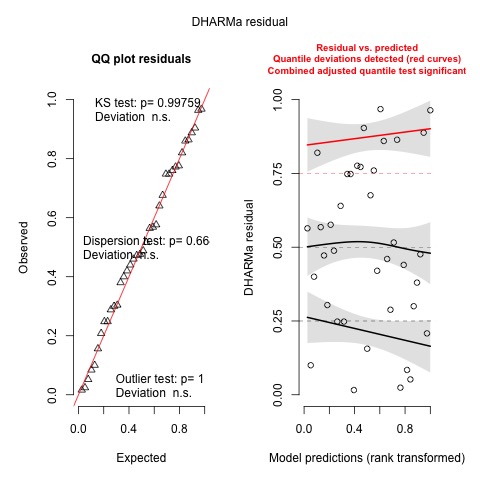 DHARMa residual
QQ plot residuals
KS test: p= 0.99759
Deviation n.s.
Dispersion test: p= 0.66
Deviation n.s.
Outlier test: p= 1
Deviation n.s.
Observed
0.0
0.2
0.4
0.6
0.8
1.0
0.0
0.4
0.8
Expected
Residual vs. predicted
Quantile deviations detected (red curves)
Combined adjusted quantile test significant
DHARMa residual
0.00
0.25
0.50
0.75
1.00
0.0
0.4
0.8
Model predictions (rank transformed)